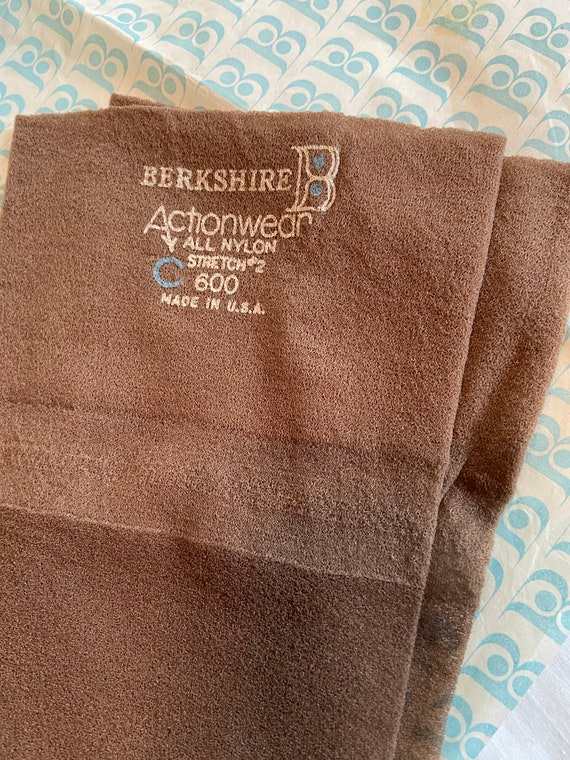 BERKSHIRE B
Actionwear
ALL NYLON
STRETCH #2
C 600
MADE IN U.S.A.